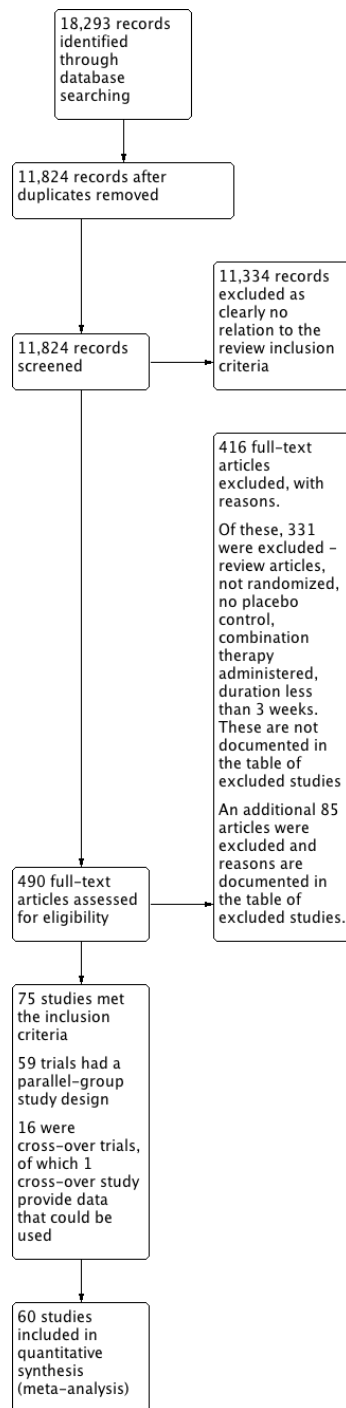 18,293 records
identified
through
database
searching
11,824 records after
duplicates removed
11,334 records
excluded as
clearly no
relation to the
review inclusion
criteria
11,824 records
screened
416 full-text
articles
excluded, with
reasons.
Of these, 331
were excluded –
review articles,
not randomized,
no placebo
control,
combination
therapy
administered,
duration less
than 3 weeks.
These are not
documented in
the table of
excluded studies
An additional 85
articles were
excluded and
reasons are
documented in
the table of
excluded studies.
490 full-text
articles assessed
for eligibility
75 studies met
the inclusion
criteria
59 trials had a
parallel-group
study design
16 were
cross-over trials,
of which 1
cross-over study
provide data
that could be
used
60 studies
included in
quantitative
synthesis
(meta-analysis)